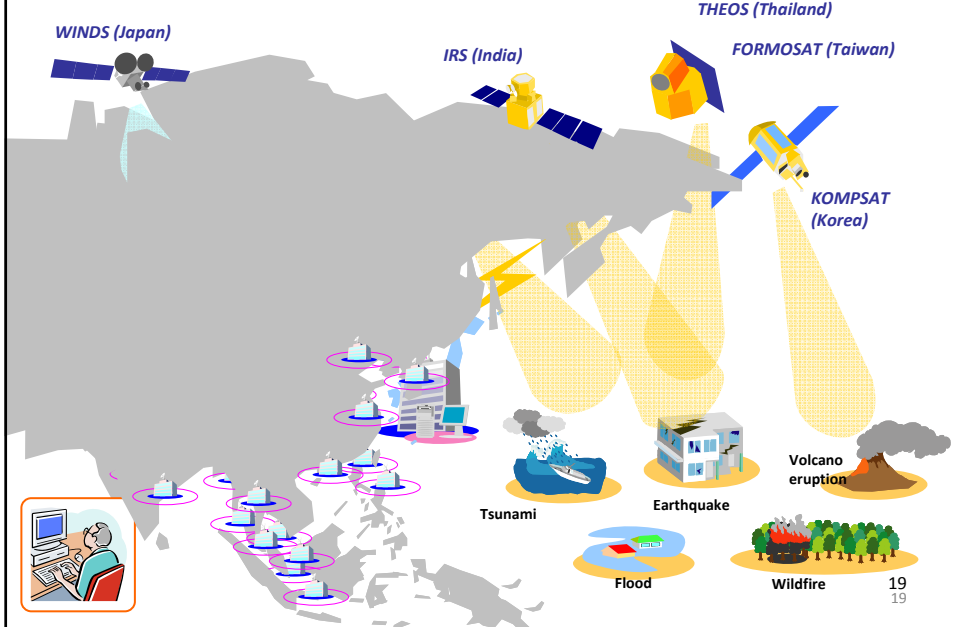 THEOS (Thailand)
WINDS (Japan)
IRS (India)
FORMOSAT (Taiwan)
KOMPSAT
(Korea)
Volcano
eruption
Tsunami
Earthquake
Flood
Wildfire
19
19